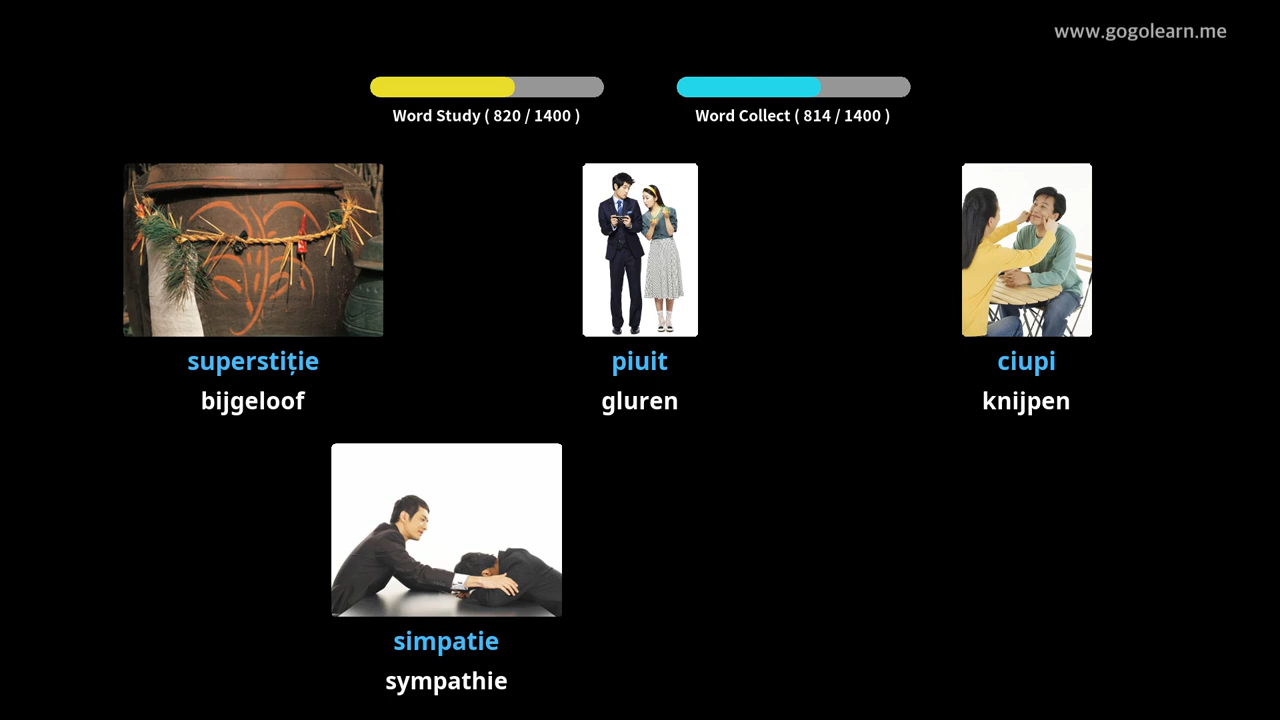 www.gogolearn.me
Word Study ( 820 / 1400 )
Word Collect ( 814 / 1400 )
superstiție
bijgeloof
piuit
gluren
ciupi
knijpen
simpatie
sympathie